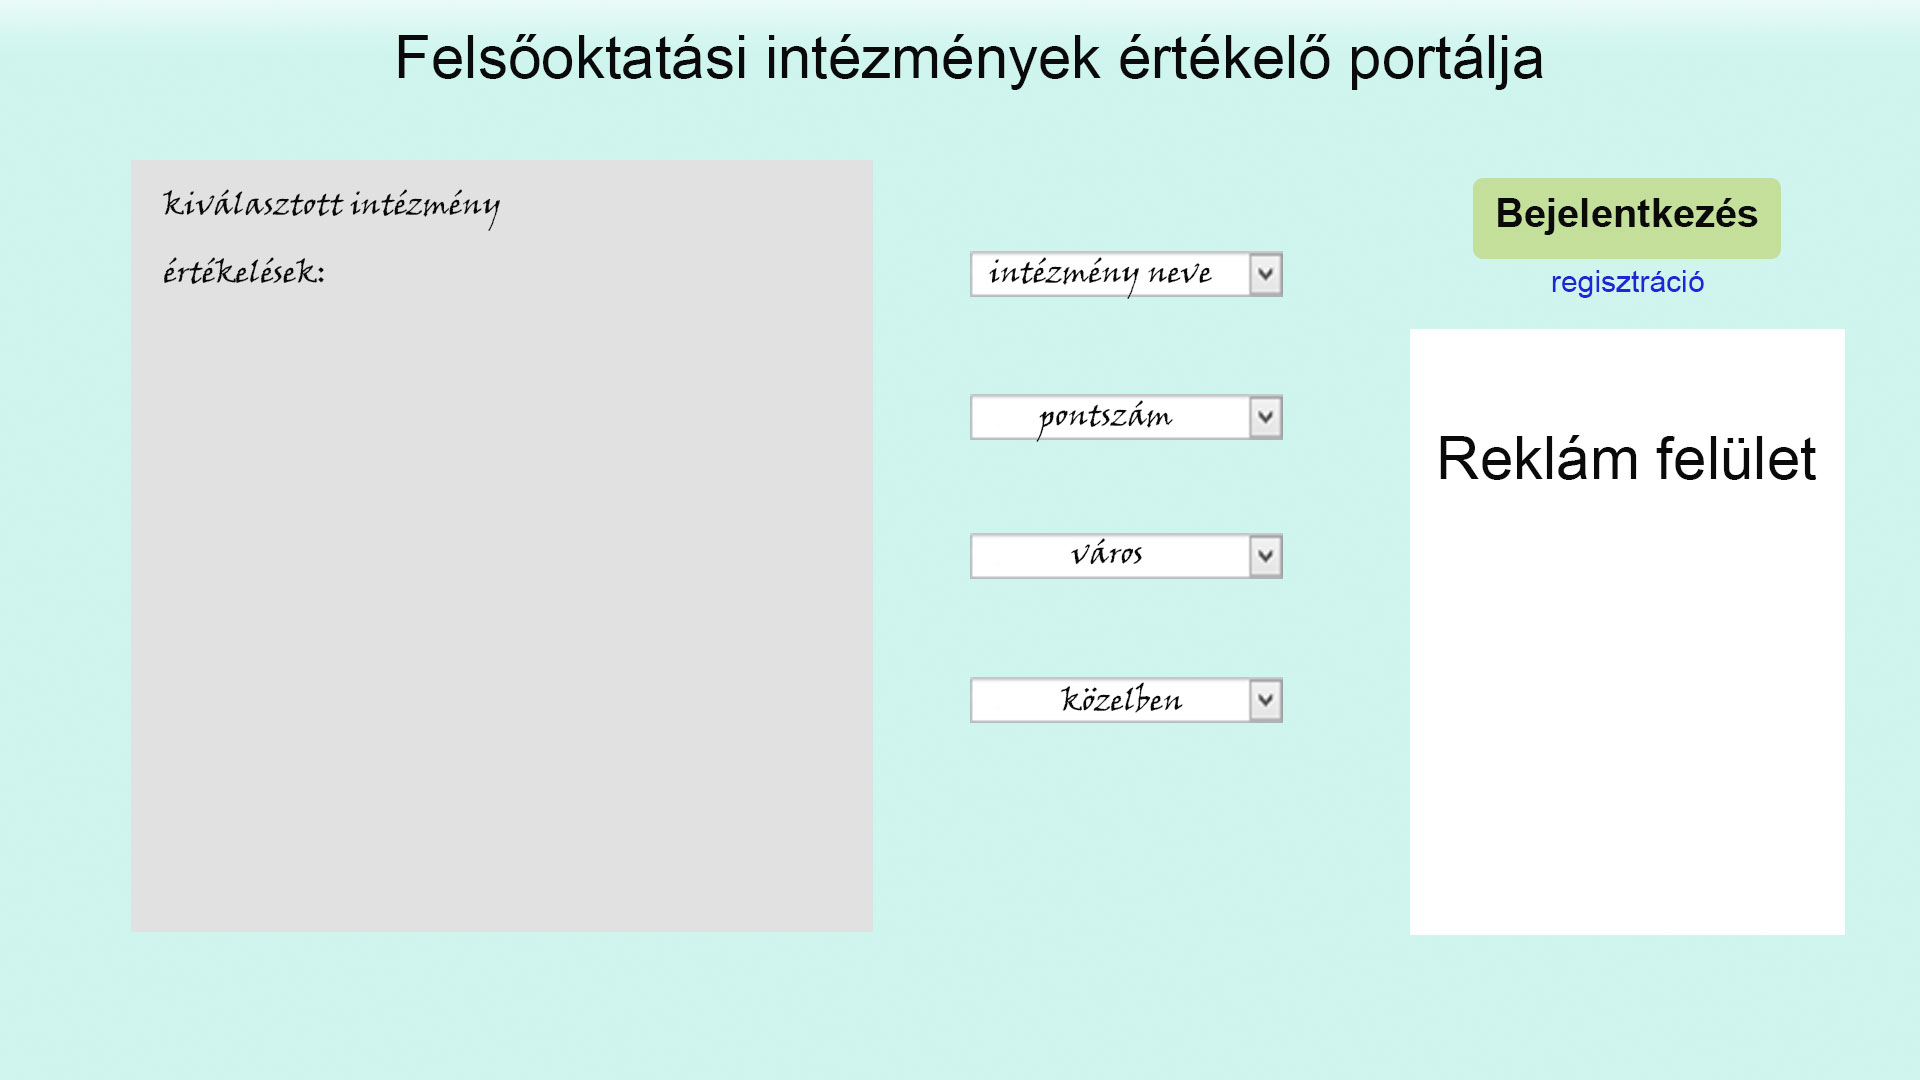 Felsőoktatási intézmények értékelő portálja
kiválasztott intézmény
értékelések:
intézmény neve
pontszám
város
közelben
Bejelentkezés
regisztráció
Reklám felület